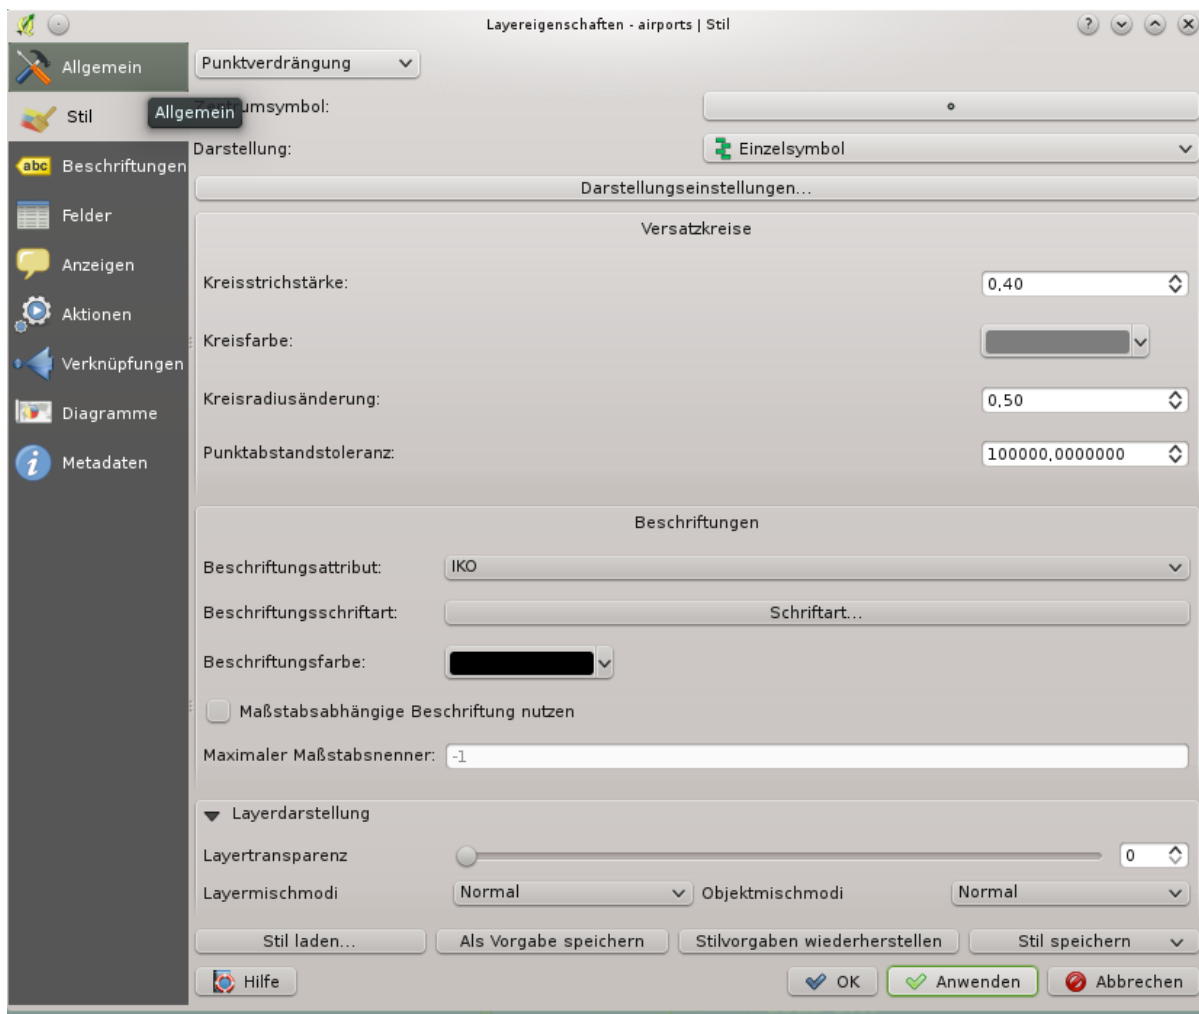 Layereigenschaften - airports | Stil
Allgemein
Stil
Allgemein
Beschriftungen
Felder
Anzeigen
Aktionen
Verknüpfungen
Diagramme
Metadaten
Punktverdrängung
Zentrumsymbol:
Darstellung:
Einzelsymbol
Darstellungseinstellungen...
Versatzkreise
Kreisstrichstärke:
0,40
Kreisfarbe:
Kreisradiusänderung:
0,50
Punktabstandstoleranz:
100000,0000000
Beschriftungen
Beschriftungsattribut:
IKO
Beschriftungsschriftart:
Schriftart...
Beschriftungsfarbe:
Maßstabsabhängige Beschriftung nutzen
Maximaler Maßstabsnenner:
-1
Layerdarstellung
Layertransparenz
0
Layermischmodi
Normal
Objektmischmodi
Normal
Stil laden...
Als Vorgabe speichern
Stilvorgaben wiederherstellen
Stil speichern
Hilfe
OK
Anwenden
Abbrechen
abc